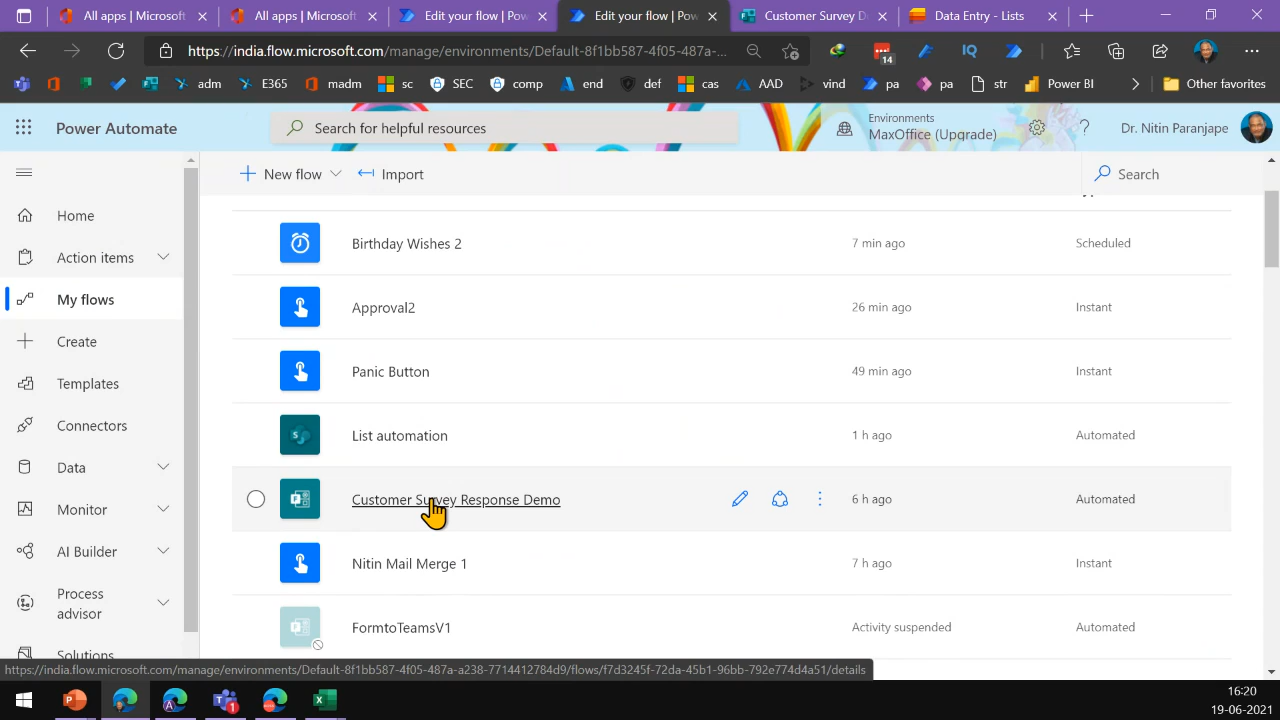 All apps | Microsoft
All apps | Microsoft
Edit your flow | Pow
Edit your flow | Pow
Customer Survey D
Data Entry - Lists
https://india.flow.microsoft.com/manage/environments/Default-8f1bb587-4f05-487a-...
14
IQ
adm
E365
madm
sc
SEC
comp
end
def
cas
AAD
vind
pa
pa
str
Power BI
Other favorites
Power Automate
Search for helpful resources
Environments
MaxOffice (Upgrade)
Dr. Nitin Paranjape
New flow
Import
Search
Home
Action items
My flows
Create
Templates
Connectors
Data
Monitor
AI Builder
Process
advisor
Solutions
Birthday Wishes 2
7 min ago
Scheduled
Approval2
26 min ago
Instant
Panic Button
49 min ago
Instant
List automation
1 h ago
Automated
Customer Survey Response Demo
6 h ago
Automated
Nitin Mail Merge 1
7 h ago
Instant
FormtoTeamsV1
Activity suspended
Automated
https://india.flow.microsoft.com/manage/environments/Default-8f1bb587-4f05-487a-a238-7714412784d9/flows/f7d3245f-72da-45b1-96bb-792e774d4a51/details
1
16:20
19-06-2021